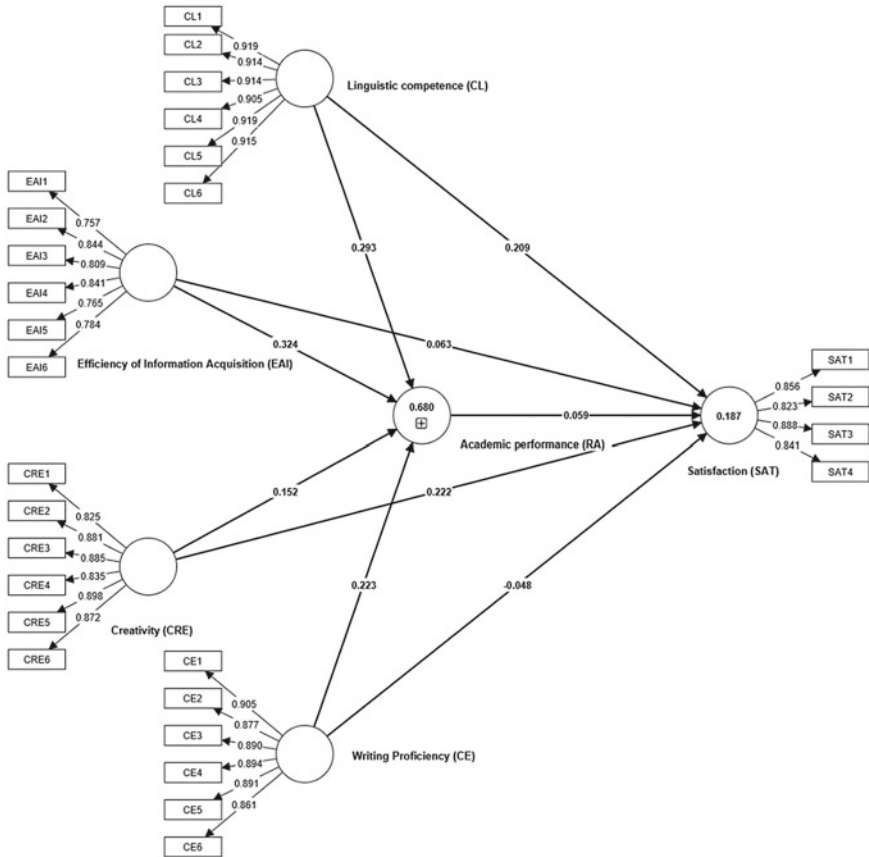 CL1
0.919
CL2
0.914
CL3
0.914
CL4
0.905
CL5
0.919
CL6
0.915
Linguistic competence (CL)
EAI1
0.757
EAI2
0.844
EAI3
0.809
EAI4
0.841
EAI5
0.765
EAI6
0.784
Efficiency of Information Acquisition (EAI)
0.293
0.209
0.324
0.063
0.680
0.059
Academic performance (RA)
0.187
Satisfaction (SAT)
SAT1
0.856
SAT2
0.823
SAT3
0.888
SAT4
0.841
CRE1
0.825
CRE2
0.881
CRE3
0.885
CRE4
0.835
CRE5
0.898
CRE6
0.872
Creativity (CRE)
0.152
0.222
0.223
-0.048
CE1
0.905
CE2
0.877
CE3
0.890
CE4
0.894
CE5
0.891
CE6
0.861
Writing Proficiency (CE)